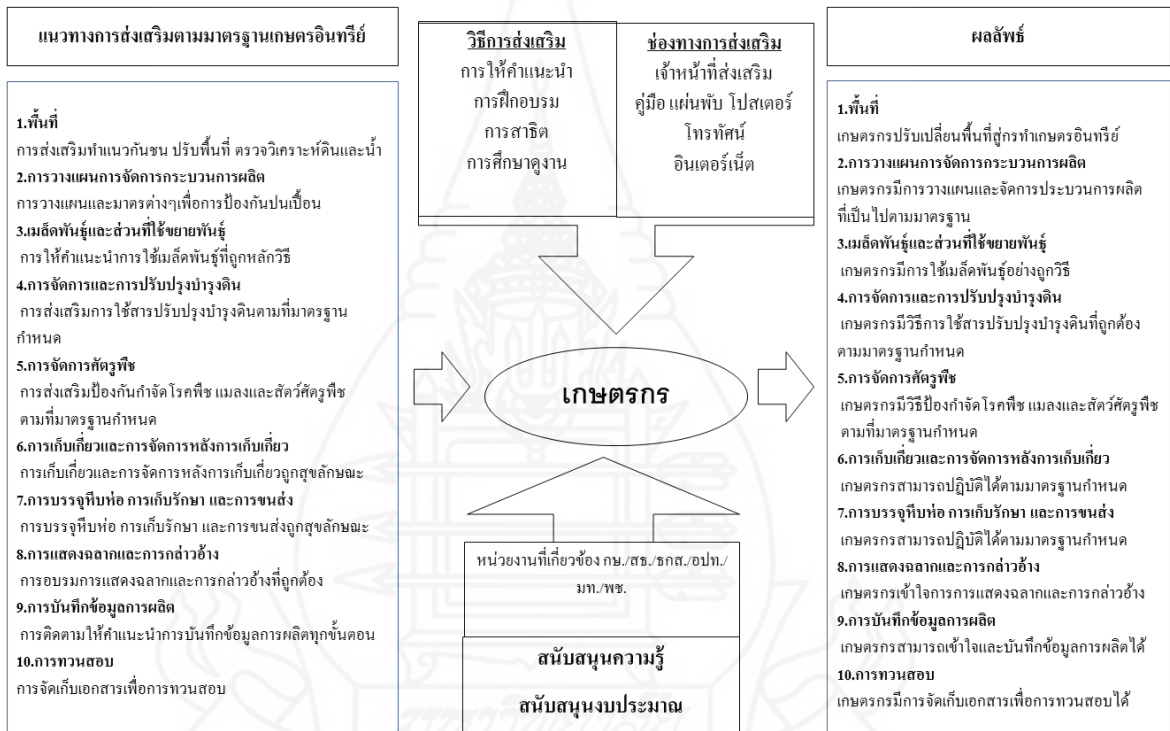 แนวทางการส่งเสริมตามมาตรฐานเกษตรอินทรีย์
1.พื้นที่
การส่งเสริมทำแนวกันชน ปรับพื้นที่ ตรวจวิเคราะห์ดินและน้ำ
2.การวางแผนการจัดการกระบวนการผลิต
การวางแผนและมาตรต่างๆเพื่อการป้องกันปนเปื้อน
3.เมล็ดพันธุ์และส่วนที่ใช้ขยายพันธุ์
การให้คำแนะนำการใช้เมล็ดพันธุ์ที่ถูกหลักวิธี
4.การจัดการและการปรับปรุงบำรุงดิน
การส่งเสริมการใช้สารปรับปรุงบำรุงดินตามที่มาตรฐาน
กำหนด
5.การจัดการศัตรูพืช
การส่งเสริมป้องกันกำจัดโรคพืช แมลงและสัตว์ศัตรูพืช
ตามที่มาตรฐานกำหนด
6.การเก็บเกี่ยวและการจัดการหลังการเก็บเกี่ยว
การเก็บเกี่ยวและการจัดการหลังการเก็บเกี่ยวถูกสุขลักษณะ
7.การบรรจุหีบห่อ การเก็บรักษา และการขนส่ง
การบรรจุหีบห่อ การเก็บรักษา และการขนส่งถูกสุขลักษณะ
8.การแสดงฉลากและการกล่าวอ้าง
การอบรมการแสดงฉลากและการกล่าวอ้างที่ถูกต้อง
9.การบันทึกข้อมูลการผลิต
การติดตามให้คำแนะนำการบันทึกข้อมูลการผลิตทุกขั้นตอน
10.การทวนสอบ
การจัดเก็บเอกสารเพื่อการทวนสอบ
วิธีการส่งเสริม
การให้คำแนะนำ
การฝึกอบรม
การสาธิต
การศึกษาดูงาน
ช่องทางการส่งเสริม
เจ้าหน้าที่ส่งเสริม
คู่มือ แผ่นพับ โปสเตอร์
โทรทัศน์
อินเตอร์เน็ต
เกษตรกร
หน่วยงานที่เกี่ยวข้อง กษ./สธ./ธกส./อปท./
มท./พช.
สนับสนุนความรู้
สนับสนุนงบประมาณ
ผลลัพธ์
1.พื้นที่
เกษตรกรปรับเปลี่ยนพื้นที่สู่กรทำเกษตรอินทรีย์
2.การวางแผนการจัดการกระบวนการผลิต
เกษตรกรมีการวางแผนและจัดการประบวนการผลิต
ที่เป็นไปตามมาตรฐาน
3.เมล็ดพันธุ์และส่วนที่ใช้ขยายพันธุ์
เกษตรกรมีการใช้เมล็ดพันธุ์อย่างถูกวิธี
4.การจัดการและการปรับปรุงบำรุงดิน
เกษตรกรมีวิธีการใช้สารปรับปรุงบำรุงดินที่ถูกต้อง
ตามมาตรฐานกำหนด
5.การจัดการศัตรูพืช
เกษตรกรมีวิธีป้องกำจัดโรคพืช แมลงและสัตว์ศัตรูพืช
ตามที่มาตรฐานกำหนด
6.การเก็บเกี่ยวและการจัดการหลังการเก็บเกี่ยว
เกษตรกรสามารถปฏิบัติได้ตามมาตรฐานกำหนด
7.การบรรจุหีบห่อ การเก็บรักษา และการขนส่ง
เกษตรกรสามารถปฏิบัติได้ตามมาตรฐานกำหนด
8.การแสดงฉลากและการกล่าวอ้าง
เกษตรกรเข้าใจการการแสดงฉลากและการกล่าวอ้าง
9.การบันทึกข้อมูลการผลิต
เกษตรกรสามารถเข้าใจและบันทึกข้อมูลการผลิตได้
10.การทวนสอบ
เกษตรกรมีการจัดเก็บเอกสารเพื่อการทวนสอบได้